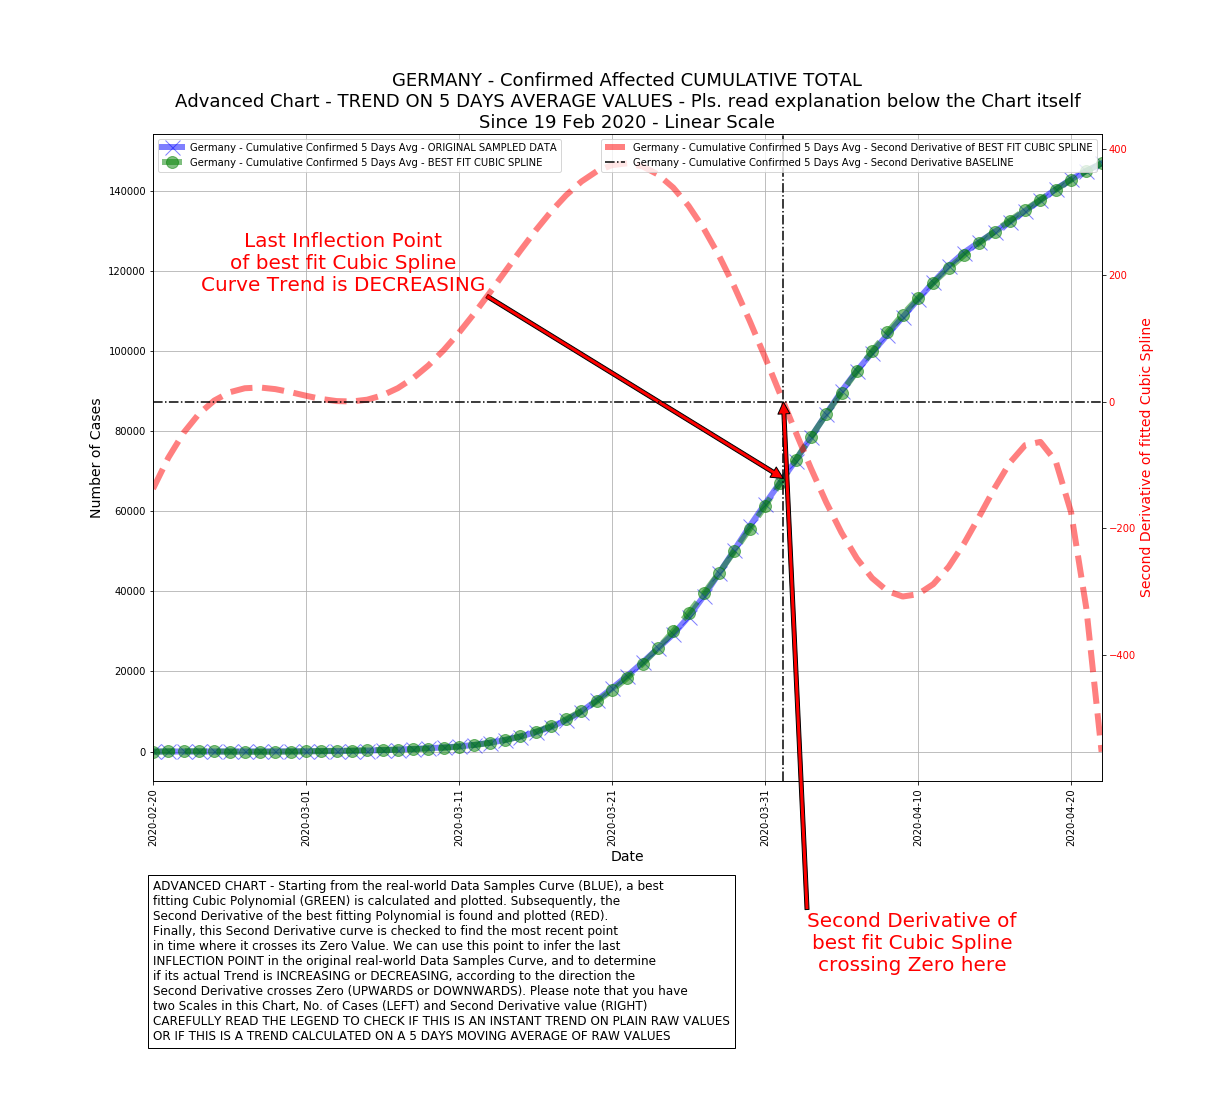 GERMANY - Confirmed Affected CUMULATIVE TOTAL
Advanced Chart - TREND ON 5 DAYS AVERAGE VALUES - Pls. read explanation below the Chart itself
Since 19 Feb 2020 - Linear Scale
Germany - Cumulative Confirmed 5 Days Avg - ORIGINAL SAMPLED DATA
Germany - Cumulative Confirmed 5 Days Avg - BEST FIT CUBIC SPLINE
Germany - Cumulative Confirmed 5 Days Avg - Second Derivative of BEST FIT CUBIC SPLINE
Germany - Cumulative Confirmed 5 Days Avg - Second Derivative BASELINE
Last Inflection Point
of best fit Cubic Spline
Curve Trend is DECREASING
Number of Cases
140000
120000
100000
80000
60000
40000
20000
0
400
200
0
−200
−400
Second Derivative of fitted Cubic Spline
2020-02-20
2020-03-01
2020-03-11
2020-03-21
2020-03-31
2020-04-10
2020-04-20
Date
ADVANCED CHART - Starting from the real-world Data Samples Curve (BLUE), a best
fitting Cubic Polynomial (GREEN) is calculated and plotted. Subsequently, the
Second Derivative of the best fitting Polynomial is found and plotted (RED).
Finally, this Second Derivative curve is checked to find the most recent point
in time where it crosses its Zero Value. We can use this point to infer the last
INFLECTION POINT in the original real-world Data Samples Curve, and to determine
if its actual Trend is INCREASING or DECREASING, according to the direction the
Second Derivative crosses Zero (UPWARDS or DOWNWARDS). Please note that you have
two Scales in this Chart, No. of Cases (LEFT) and Second Derivative value (RIGHT)
CAREFULLY READ THE LEGEND TO CHECK IF THIS IS AN INSTANT TREND ON PLAIN RAW VALUES
OR IF THIS IS A TREND CALCULATED ON A 5 DAYS MOVING AVERAGE OF RAW VALUES
Second Derivative of
best fit Cubic Spline
crossing Zero here